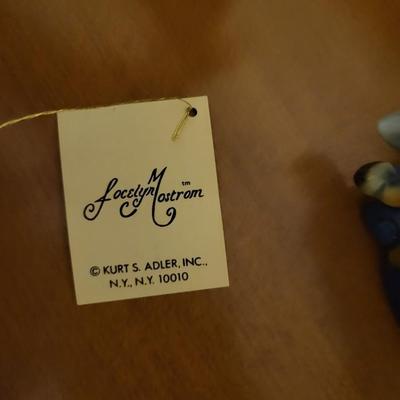 Jocelyn Mostrom™
© KURT S. ADLER, INC.,
N.Y., N.Y. 10010